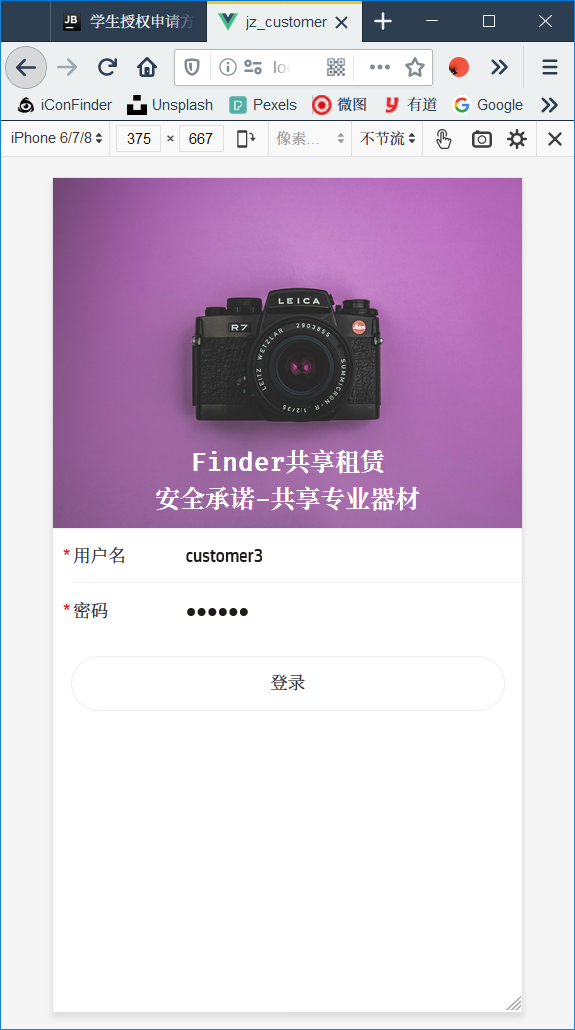 JB
学生授权申请方
jz_customer
iConFinder
Unsplash
Pexels
微图
有道
Google
iPhone 6/7/8
375
×
667
像素...
不节流
LEICA
R7
LEITZ WETZLAR 2903855 SUMMICRON-R 1:2/35
Leica
Finder共享租赁
安全承诺-共享专业器材
*用户名
customer3
*密码
●●●●●●
登录